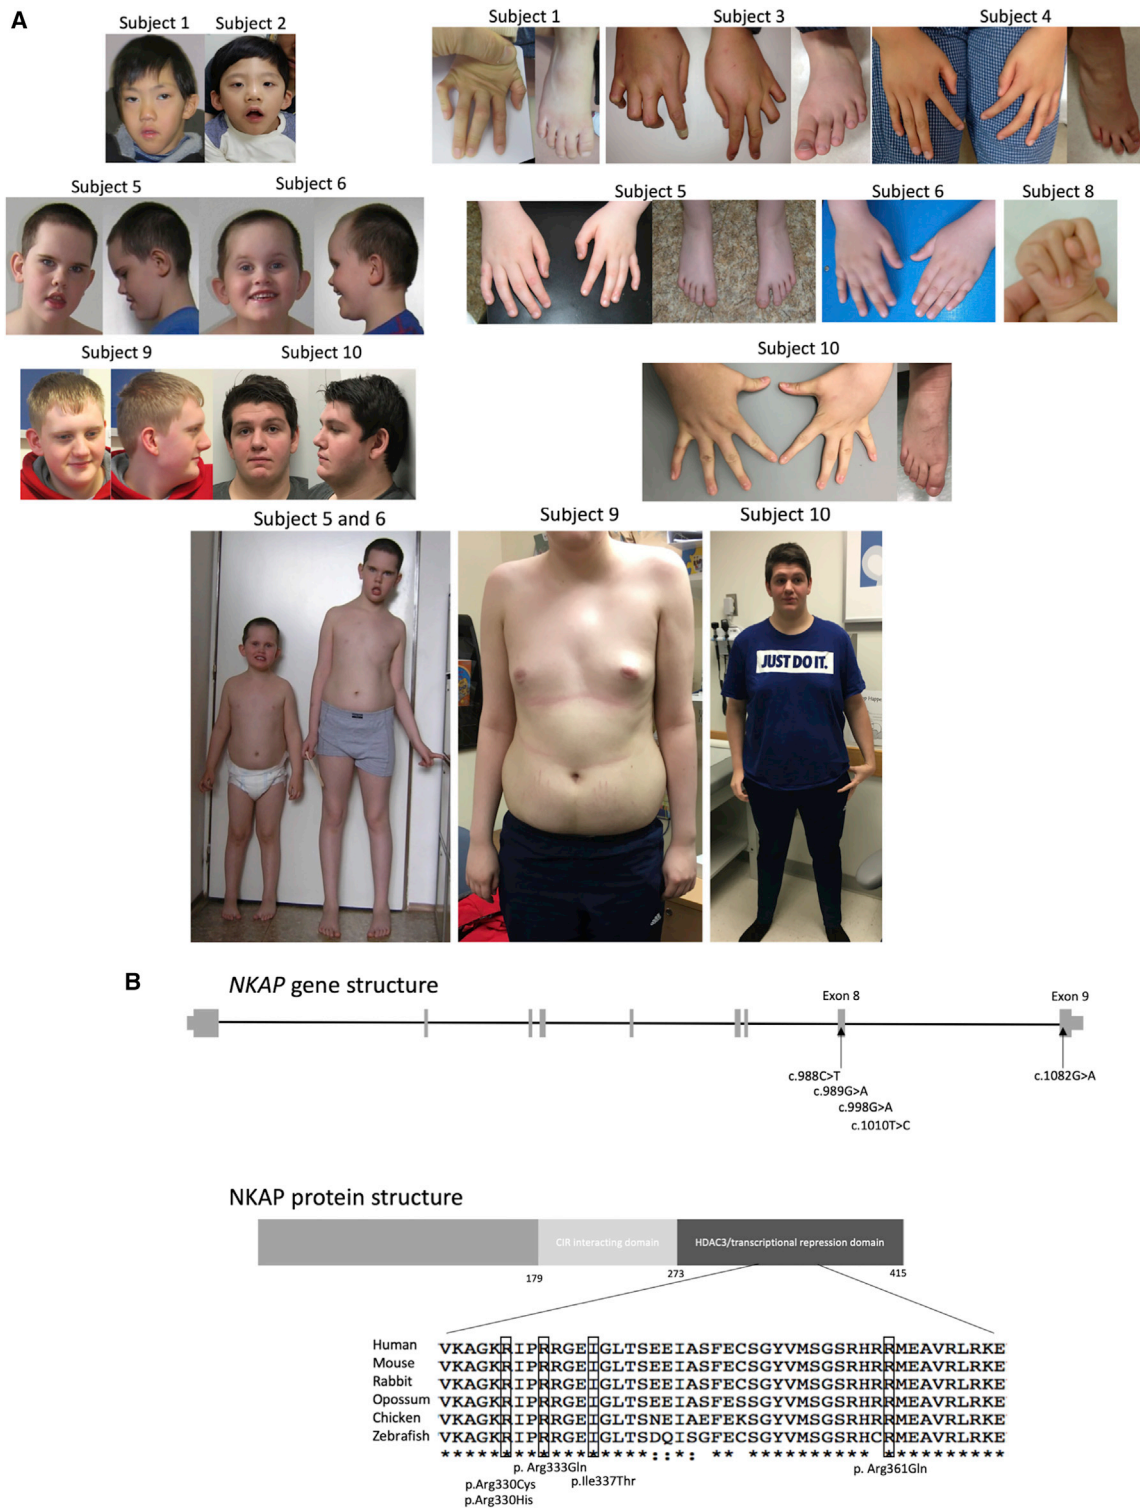 A
Subject 1
Subject 2
Subject 1
Subject 3
Subject 4
Subject 5
Subject 6
Subject 5
Subject 6
Subject 8
Subject 9
Subject 10
Subject 10
Subject 5 and 6
Subject 9
Subject 10
JUST DO IT.
B
NKAP gene structure
Exon 8
Exon 9
c.988C>T
c.989G>A
c.998G>A
c.1010T>C
c.1082G>A
NKAP protein structure
CIR interacting domain
HDAC3/transcriptional repression domain
179
273
415
Human VKAGKRIPRRGEIGLTSEEIASFECSGYVMSGSRHRRMEAVRLRKE
Mouse VKAGKRIPRRGEIGLTSEEIASFECSGYVMSGSRHRRMEAVRLRKE
Rabbit VKAGKRIPRRGEIGLTSEEIASFECSGYVMSGSRHRRMEAVRLRKE
Opossum VKAGKRIPRRGEIGLTSEEIASFECSGYVMSGSRHRRMEAVRLRKE
Chicken VKAGKRIPRRGEIGLTSNEIAEFEKSGYVMSGSRHRRMEAVRLRKE
Zebrafish VKAGKRIPRRGEIGLTSDQISGFECSGYVMSGSRHCRMEAVRLRKE
*****************::*: ** *********** **********
p. Arg333Gln
p.Arg330Cys
p.Arg330His
p.Ile337Thr
p. Arg361Gln